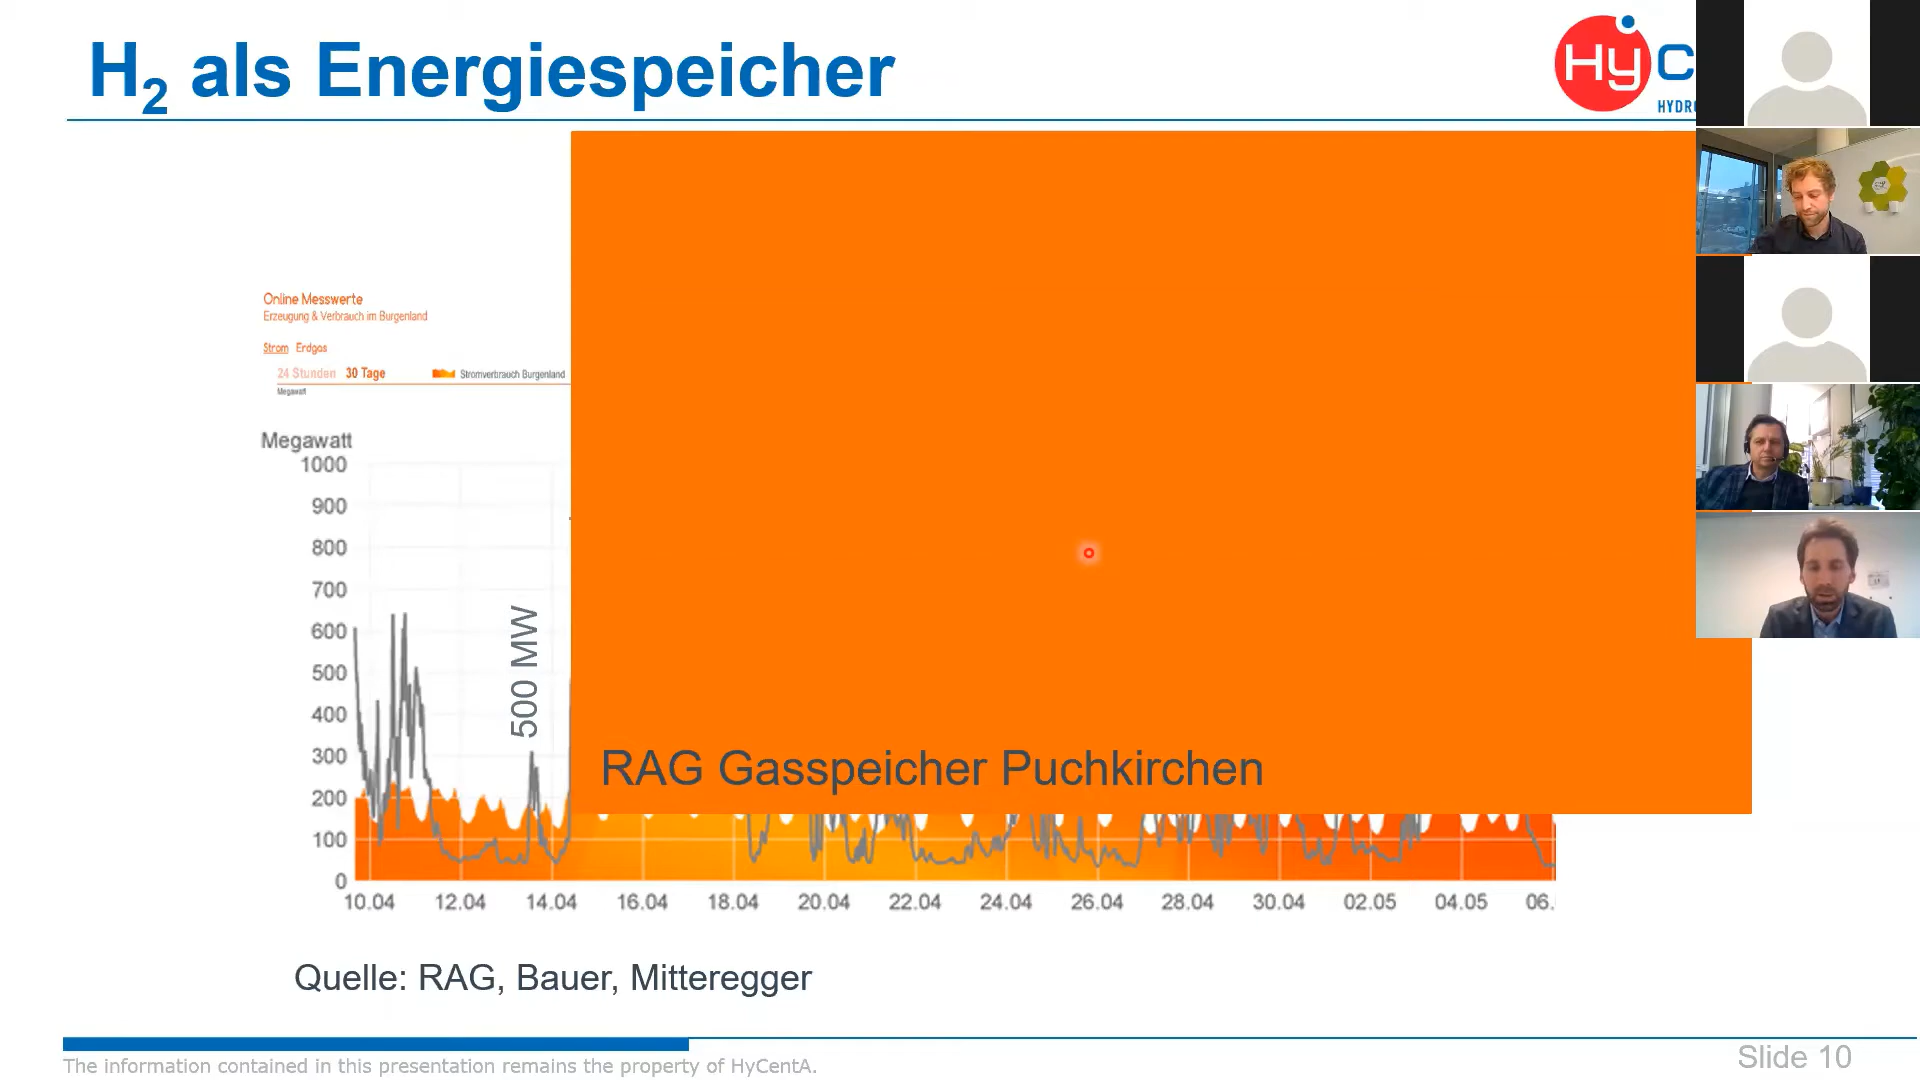 H2 als Energiespeicher
HyC
HYDR
Online Messwerte
Erzeugung & Verbrauch im Burgenland
Strom Erdgas
24 Stunden 30 Tage Stromverbrauch Burgenland
Megawatt
Megawatt
1000
900
800
700
600
500
400
300
200
100
0
500 MW
RAG Gasspeicher Puchkirchen
10.04 12.04 14.04 16.04 18.04 20.04 22.04 24.04 26.04 28.04 30.04 02.05 04.05 06.
Quelle: RAG, Bauer, Mitteregger
The information contained in this presentation remains the property of HyCentA.
Slide 10